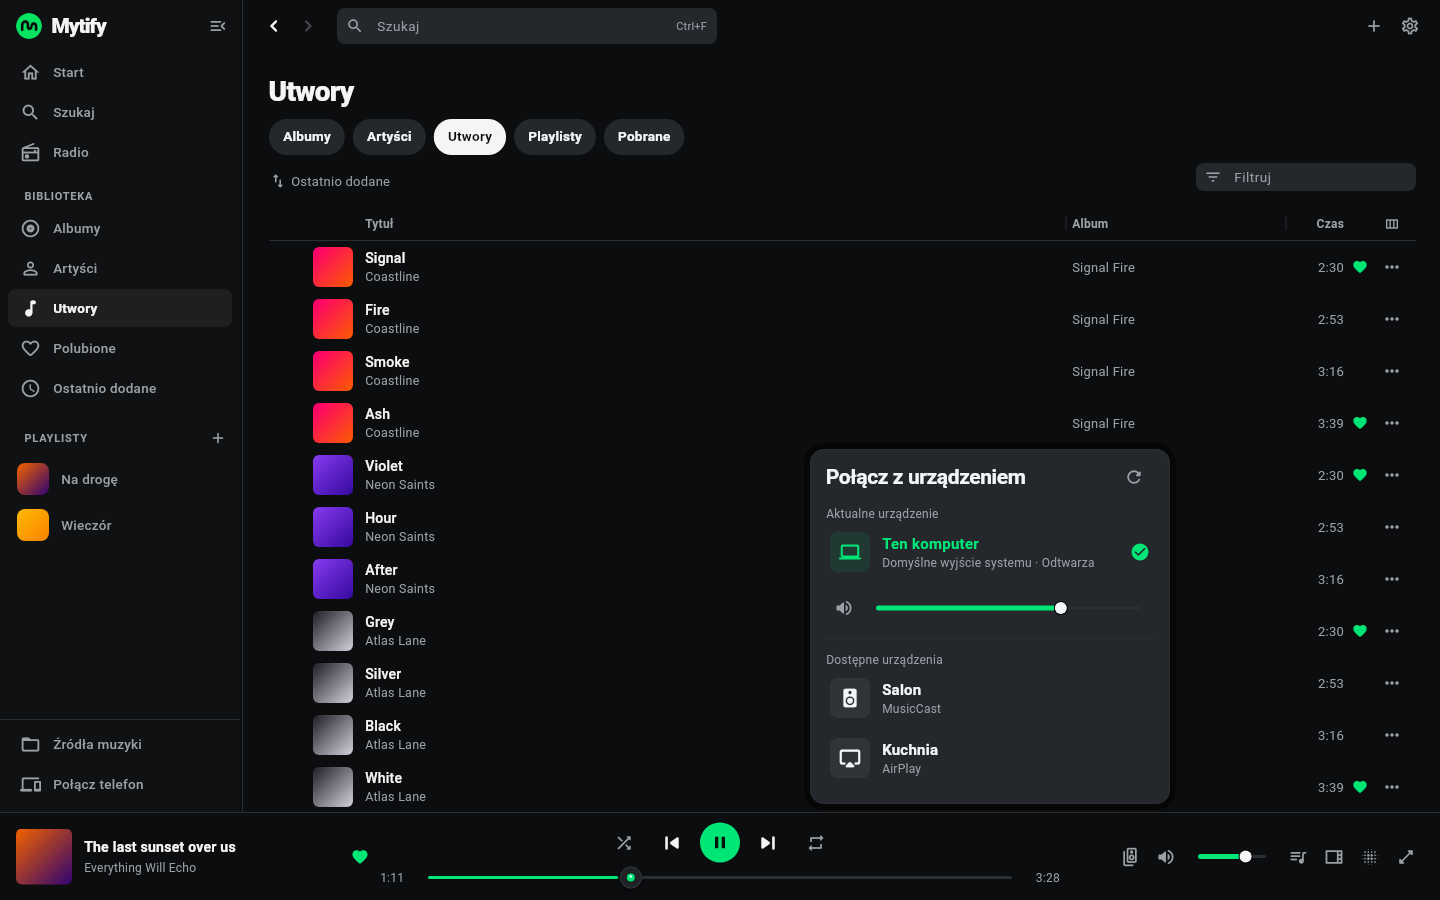 Mytify
Szukaj
Ctrl+F
Start
Szukaj
Radio
BIBLIOTEKA
Albumy
Artyści
Utwory
Polubione
Ostatnio dodane
PLAYLISTY
Na drogę
Wieczór
Źródła muzyki
Połącz telefon
Utwory
Albumy
Artyści
Utwory
Playlisty
Pobrane
Ostatnio dodane
Filtruj
Tytuł
Album
Czas
Signal
Coastline
Signal Fire
2:30
Fire
Coastline
Signal Fire
2:53
Smoke
Coastline
Signal Fire
3:16
Ash
Coastline
Signal Fire
3:39
Violet
Neon Saints
2:30
Hour
Neon Saints
2:53
After
Neon Saints
3:16
Grey
Atlas Lane
2:30
Silver
Atlas Lane
2:53
Black
Atlas Lane
3:16
White
Atlas Lane
3:39
Połącz z urządzeniem
Aktualne urządzenie
Ten komputer
Domyślne wyjście systemu · Odtwarza
Dostępne urządzenia
Salon
MusicCast
Kuchnia
AirPlay
The last sunset over us
Everything Will Echo
1:11
3:28